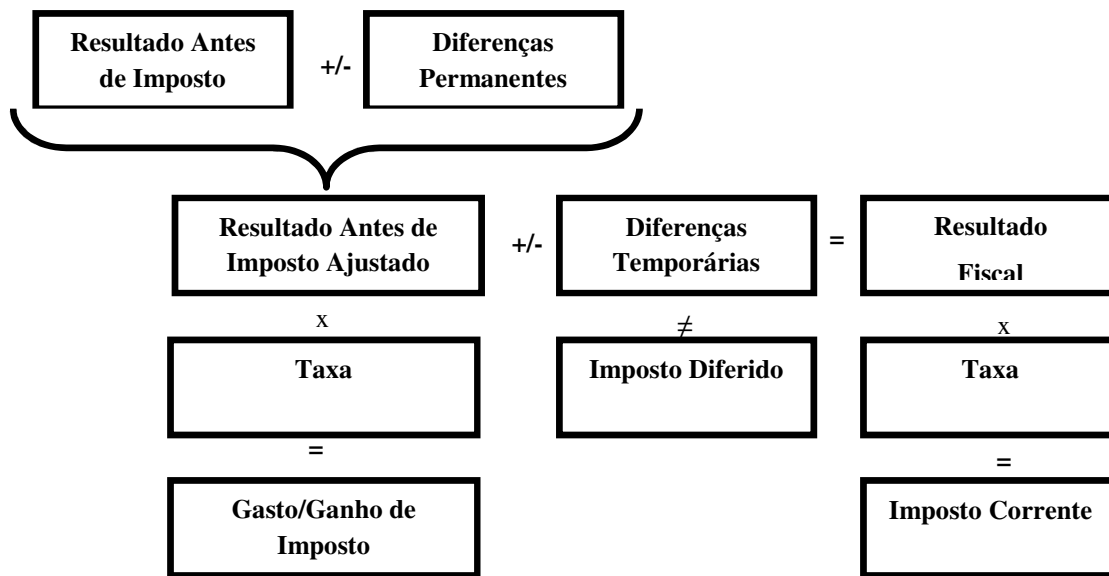 Resultado Antes
de Imposto
+/-
Diferenças
Permanentes
Resultado Antes de
Imposto Ajustado
+/-
Diferenças
Temporárias
=
Resultado
Fiscal
x
≠
x
Taxa
Imposto Diferido
Taxa
=
=
Gasto/Ganho de
Imposto
Imposto Corrente